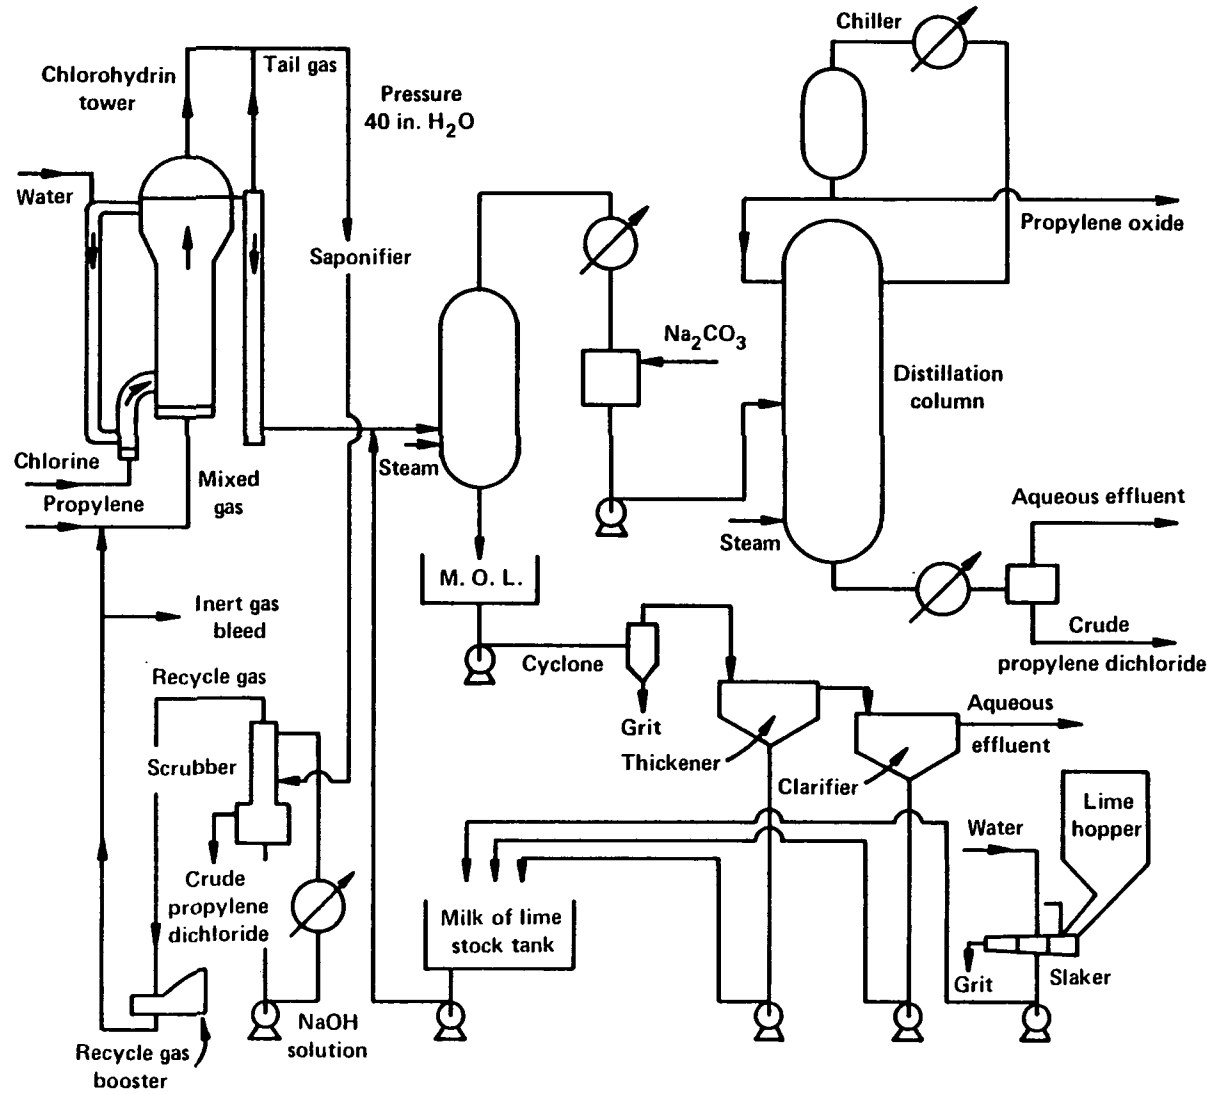 Chiller
Tail gas
Chlorohydrin
tower
Pressure
40 in. H2O
Water
Propylene oxide
Saponifier
Na2CO3
Distillation
column
Chlorine
Steam
Mixed
gas
Propylene
Aqueous effluent
Steam
M. O. L.
Inert gas
bleed
Crude
propylene dichloride
Cyclone
Recycle gas
Aqueous
effluent
Grit
Thickener
Scrubber
Clarifier
Lime
hopper
Water
Crude
propylene
dichloride
Milk of lime
stock tank
Grit
Slaker
NaOH
solution
Recycle gas
booster